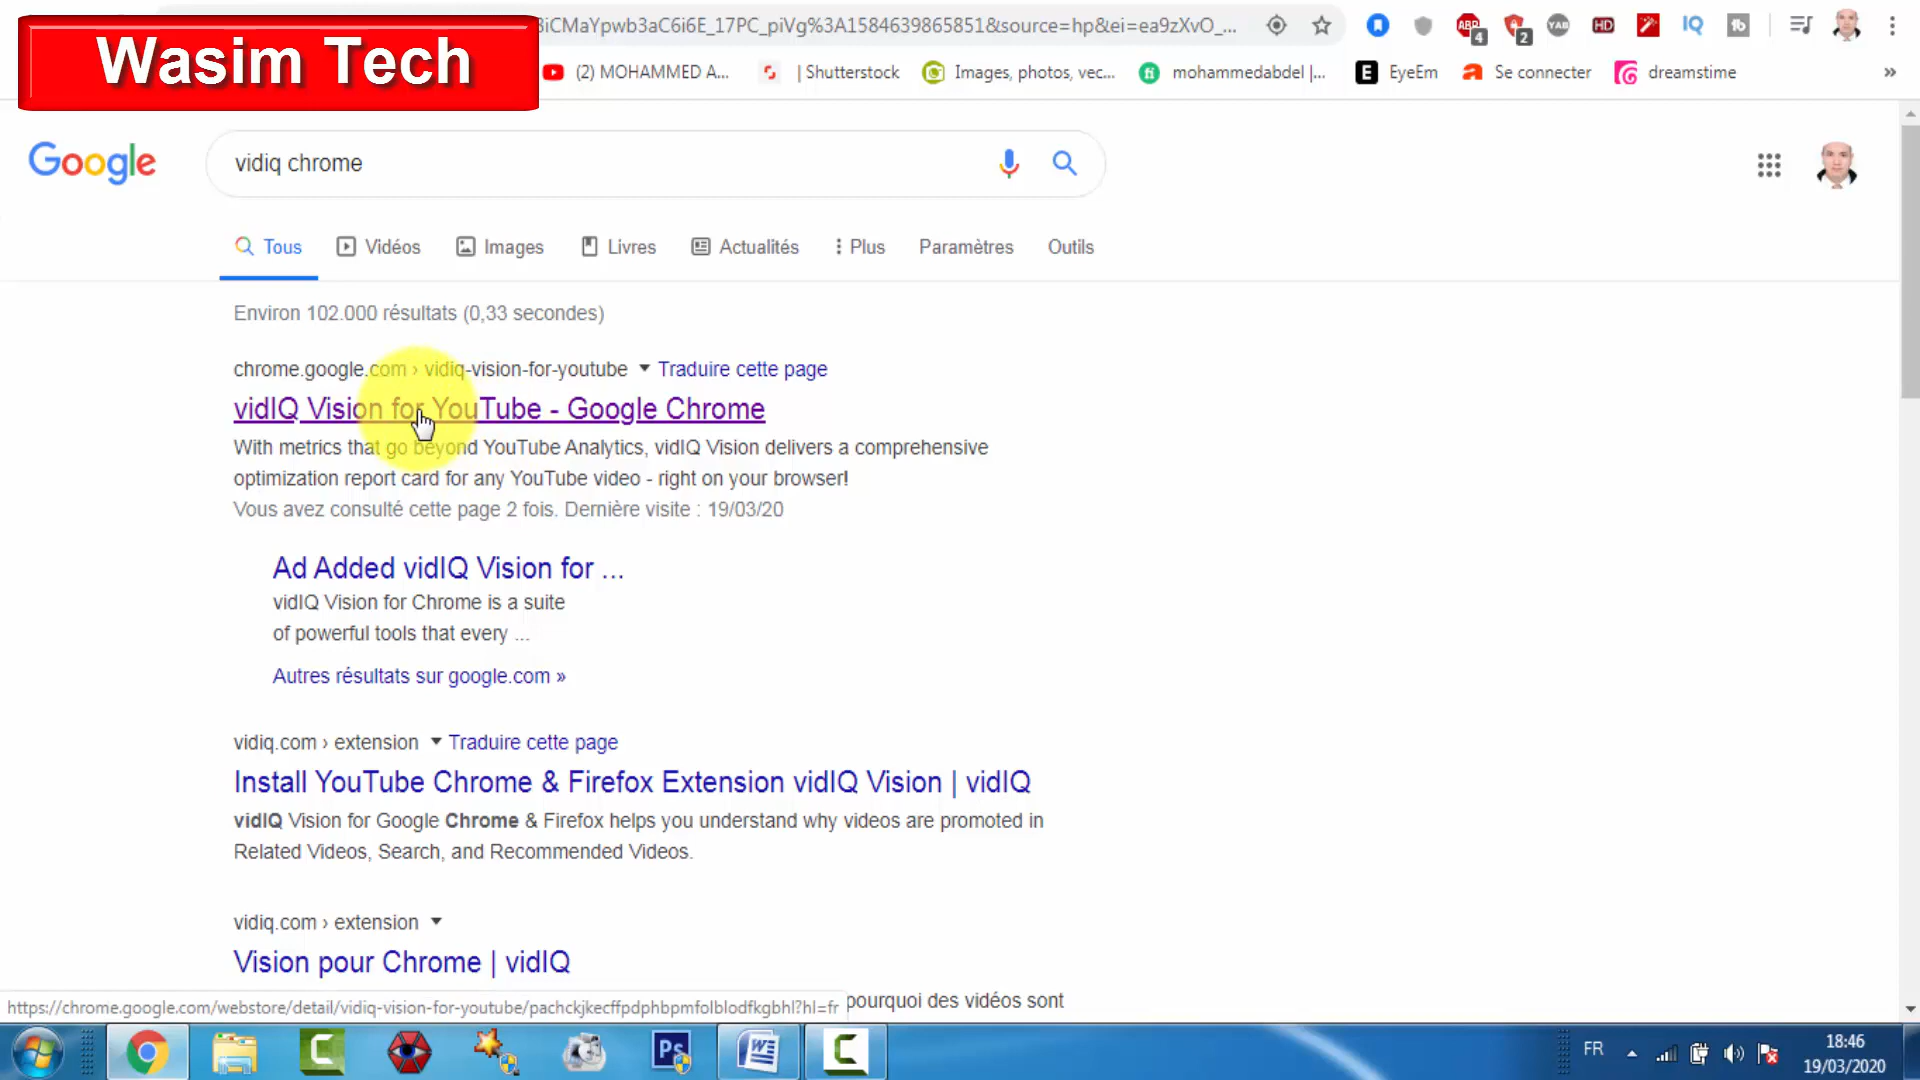 Wasim Tech
BiCMaYpwb3aC6i6E_17PC_piVg%3A1584639865851&source=hp&ei=ea9zXvO_...
4
2
YAB
HD
IQ
tb
(2) MOHAMMED A...
| Shutterstock
Images, photos, vec...
mohammedabdel |...
E EyeEm
Se connecter
dreamstime
»
Google
vidiq chrome
Tous
Vidéos
Images
Livres
Actualités
Plus
Paramètres
Outils
Environ 102.000 résultats (0,33 secondes)
chrome.google.com › vidiq-vision-for-youtube ▾ Traduire cette page
vidIQ Vision for YouTube - Google Chrome
With metrics that go beyond YouTube Analytics, vidIQ Vision delivers a comprehensive
optimization report card for any YouTube video - right on your browser!
Vous avez consulté cette page 2 fois. Dernière visite : 19/03/20
Ad Added vidIQ Vision for ...
vidIQ Vision for Chrome is a suite
of powerful tools that every ...
Autres résultats sur google.com »
vidiq.com › extension ▾ Traduire cette page
Install YouTube Chrome & Firefox Extension vidIQ Vision | vidIQ
vidIQ Vision for Google Chrome & Firefox helps you understand why videos are promoted in
Related Videos, Search, and Recommended Videos.
vidiq.com › extension ▾
Vision pour Chrome | vidIQ
pourquoi des vidéos sont
https://chrome.google.com/webstore/detail/vidiq-vision-for-youtube/pachckjkecffpdphbpmfolblodfkgbhl?hl=fr
Ps
FR
18:46
19/03/2020